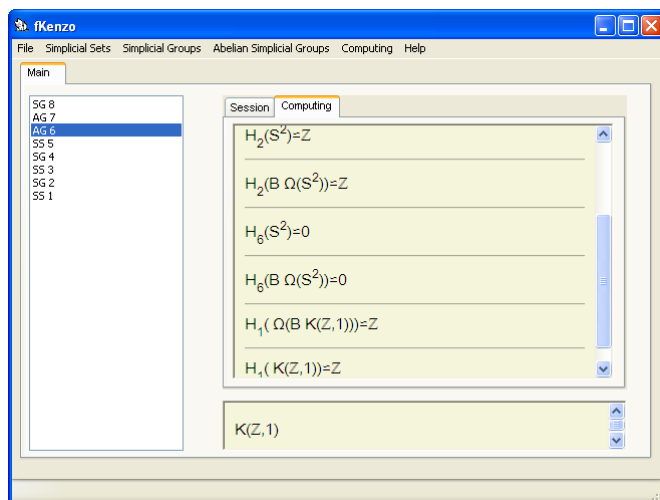 fKenzo
File Simplicial Sets Simplicial Groups Abelian Simplicial Groups Computing Help
Main
SG 8
AG 7
AG 6
SS 5
SG 4
SS 3
SG 2
SS 1
Session Computing
H₂(S²)=Z
H₂(B Ω(S²))=Z
H₆(S²)=0
H₆(B Ω(S²))=0
H₁( Ω(B K(Z,1)))=Z
H₁( K(Z,1))=Z
K(Z,1)